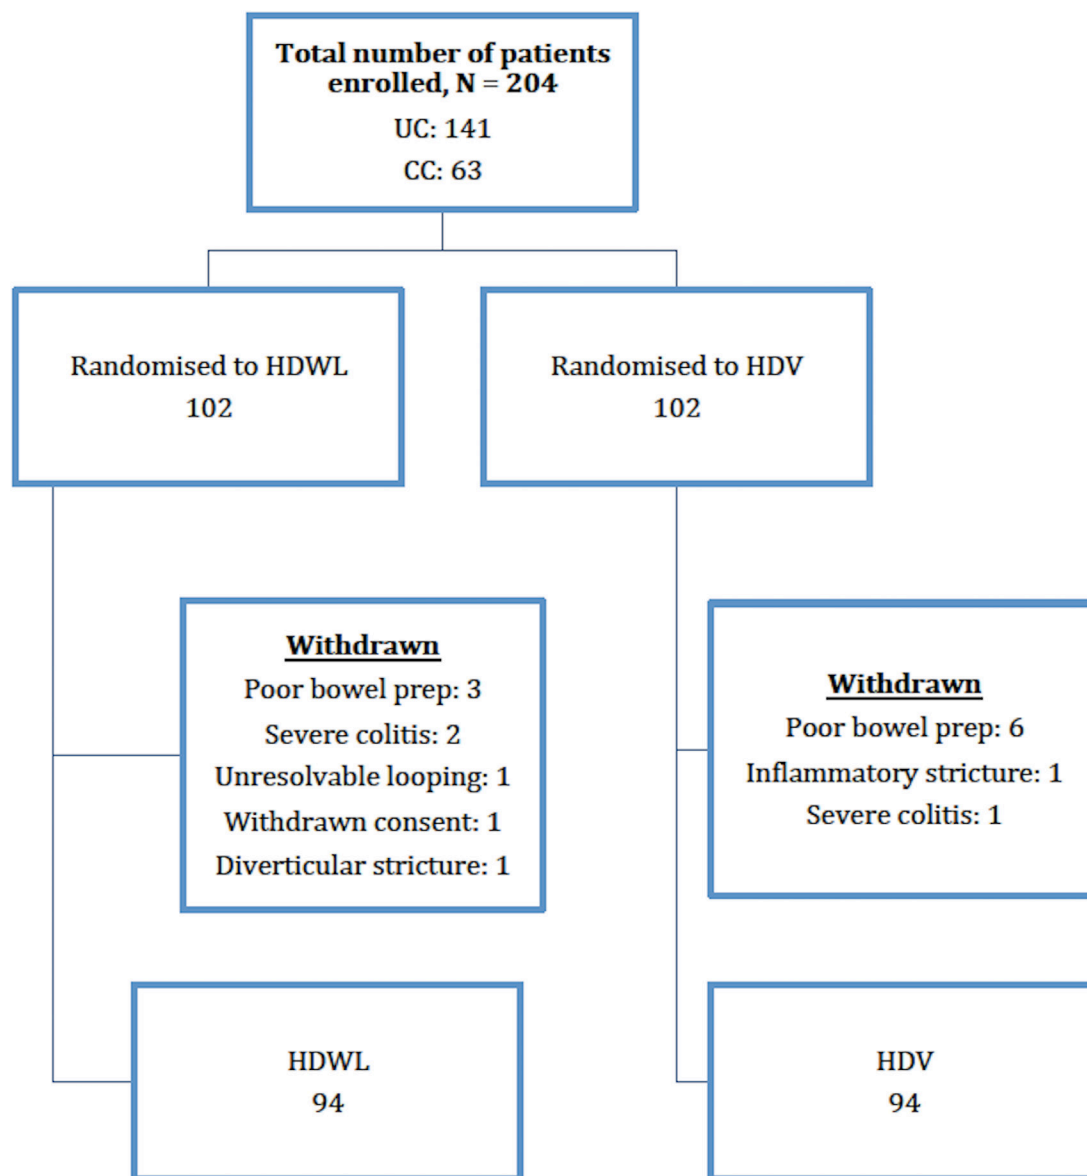 Total number of patients
enrolled, N = 204
UC: 141
CC: 63
Randomised to HDWL
102
Randomised to HDV
102
Withdrawn
Poor bowel prep: 3
Severe colitis: 2
Unresolvable looping: 1
Withdrawn consent: 1
Diverticular stricture: 1
Withdrawn
Poor bowel prep: 6
Inflammatory stricture: 1
Severe colitis: 1
HDWL
94
HDV
94